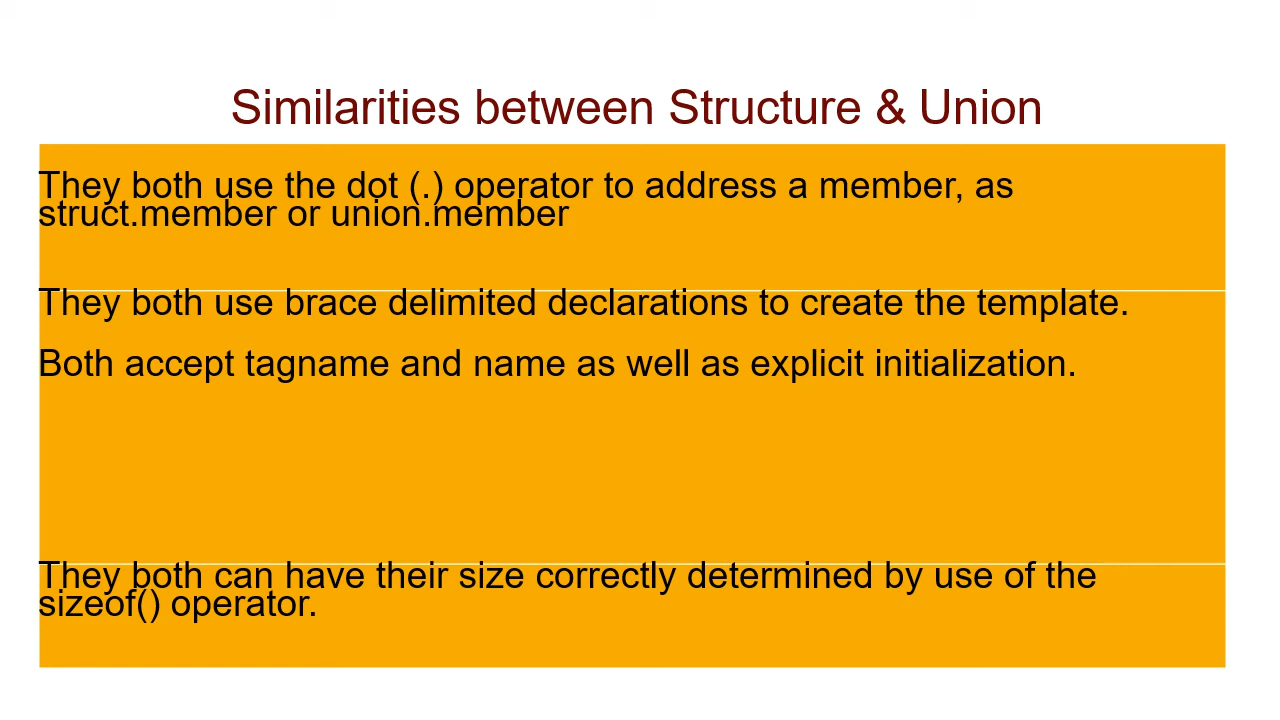 Similarities between Structure & Union
They both use the dot (.) operator to address a member, as
struct.member or union.member
They both use brace delimited declarations to create the template.
Both accept tagname and name as well as explicit initialization.
They both can have their size correctly determined by use of the
sizeof() operator.